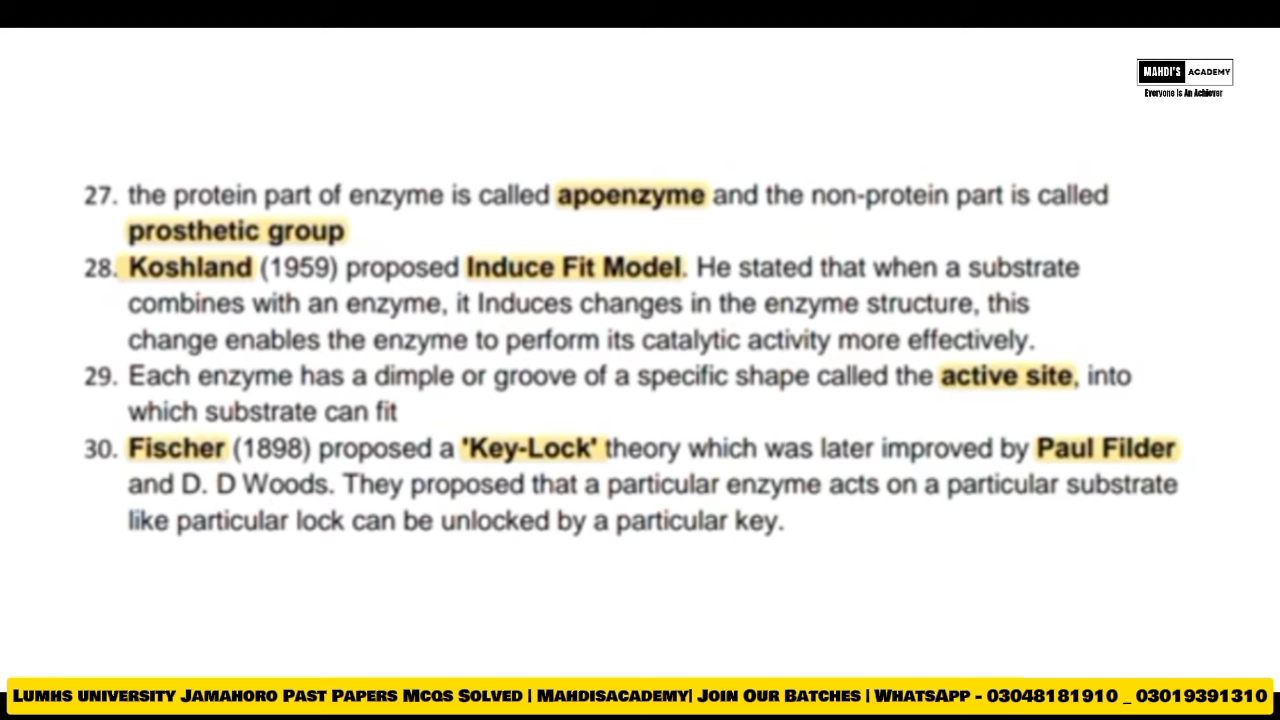 MAHDI'S ACADEMY
Everyone Is An Achiever
27. the protein part of enzyme is called apoenzyme and the non-protein part is called
prosthetic group
28. Koshland (1959) proposed Induce Fit Model. He stated that when a substrate
combines with an enzyme, it Induces changes in the enzyme structure, this
change enables the enzyme to perform its catalytic activity more effectively.
29. Each enzyme has a dimple or groove of a specific shape called the active site, into
which substrate can fit
30. Fischer (1898) proposed a 'Key-Lock' theory which was later improved by Paul Filder
and D. D Woods. They proposed that a particular enzyme acts on a particular substrate
like particular lock can be unlocked by a particular key.
LUMHS UNIVERSITY JAMAHORO PAST PAPERS MCQS SOLVED | MAHDISACADEMY| JOIN OUR BATCHES | WHATSAPP - 03048181910 _ 03019391310